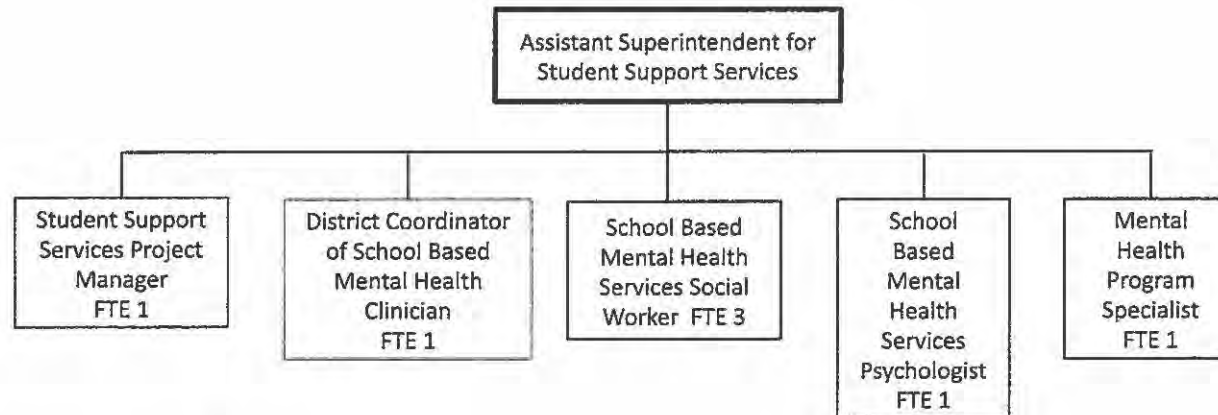 Assistant Superintendent for
Student Support Services
Student Support
Services Project
Manager
FTE 1
District Coordinator
of School Based
Mental Health
Clinician
FTE 1
School Based
Mental Health
Services Social
Worker FTE 3
School
Based
Mental
Health
Services
Psychologist
FTE 1
Mental
Health
Program
Specialist
FTE 1